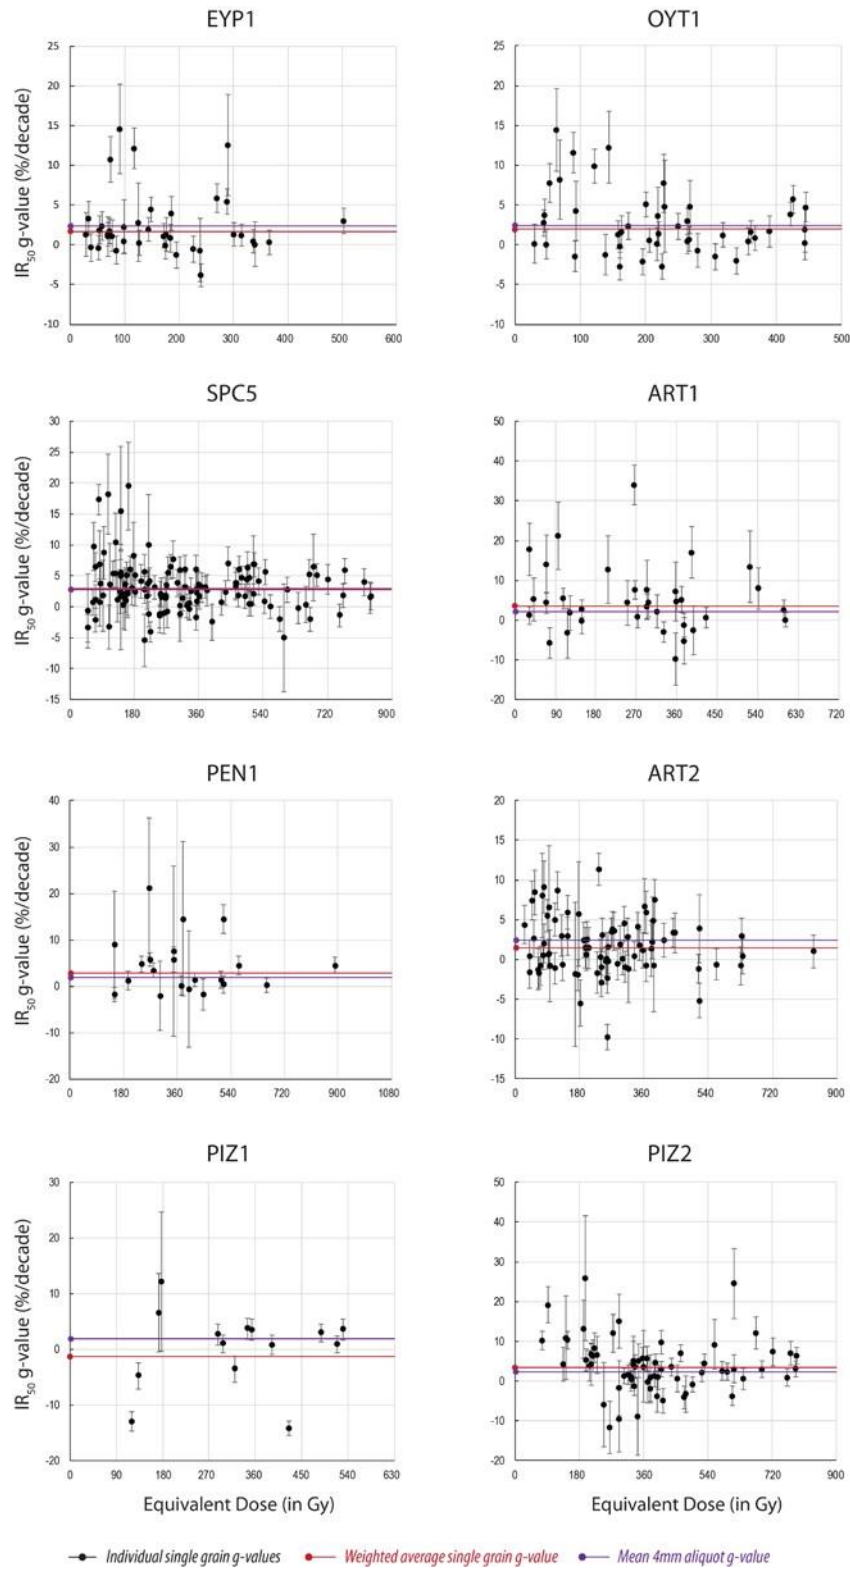 EYP1
OYT1
IR50 g-value (%/decade)
25
20
15
10
5
0
-5
-10
0 100 200 300 400 500 600
25
20
15
10
5
0
-5
-10
0 100 200 300 400 500
SPC5
ART1
IR50 g-value (%/decade)
30
25
20
15
10
5
0
-5
-10
-15
0 180 360 540 720 900
50
40
30
20
10
0
-10
-20
0 90 180 270 360 450 540 630 720
PEN1
ART2
IR50 g-value (%/decade)
40
30
20
10
0
-10
-20
0 180 360 540 720 900 1080
20
15
10
5
0
-5
-10
-15
0 180 360 540 720 900
PIZ1
PIZ2
IR50 g-value (%/decade)
30
20
10
0
-10
-20
0 90 180 270 360 450 540 630
50
40
30
20
10
0
-10
-20
0 180 360 540 720 900
Equivalent Dose (in Gy)
Equivalent Dose (in Gy)
Individual single grain g-values
Weighted average single grain g-value
Mean 4mm aliquot g-value